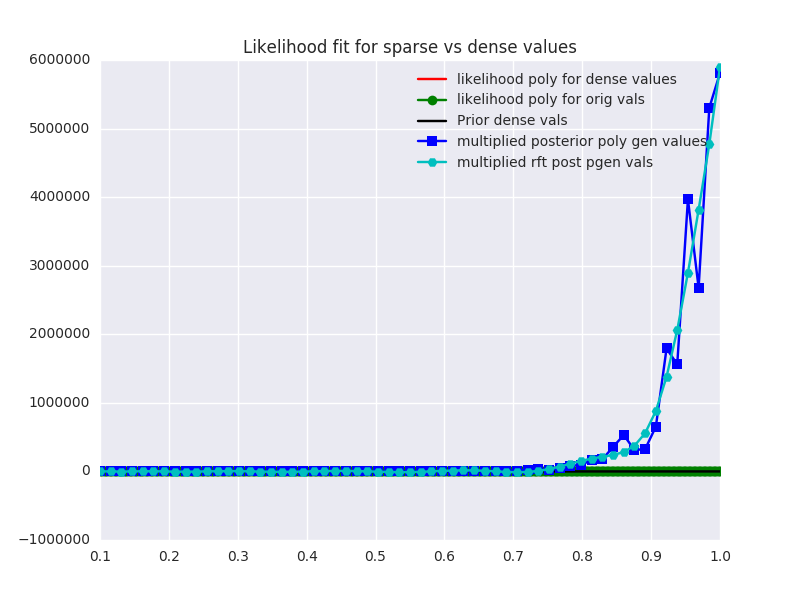 Likelihood fit for sparse vs dense values
6000000
5000000
4000000
3000000
2000000
1000000
0
−1000000
likelihood poly for dense values
likelihood poly for orig vals
Prior dense vals
multiplied posterior poly gen values
multiplied rft post pgen vals
0.1 0.2 0.3 0.4 0.5 0.6 0.7 0.8 0.9 1.0